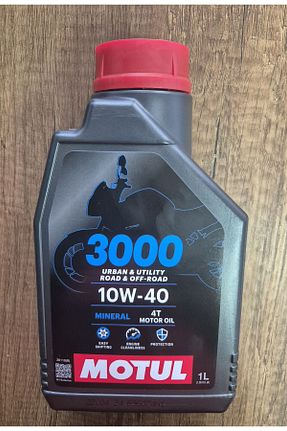 3000
URBAN & UTILITY
ROAD & OFF-ROAD
10W-40
MINERAL
4T
MOTOR OIL
EASY
SHIFTING
ENGINE
CLEANLINESS
PROTECTION
MOTUL
1L